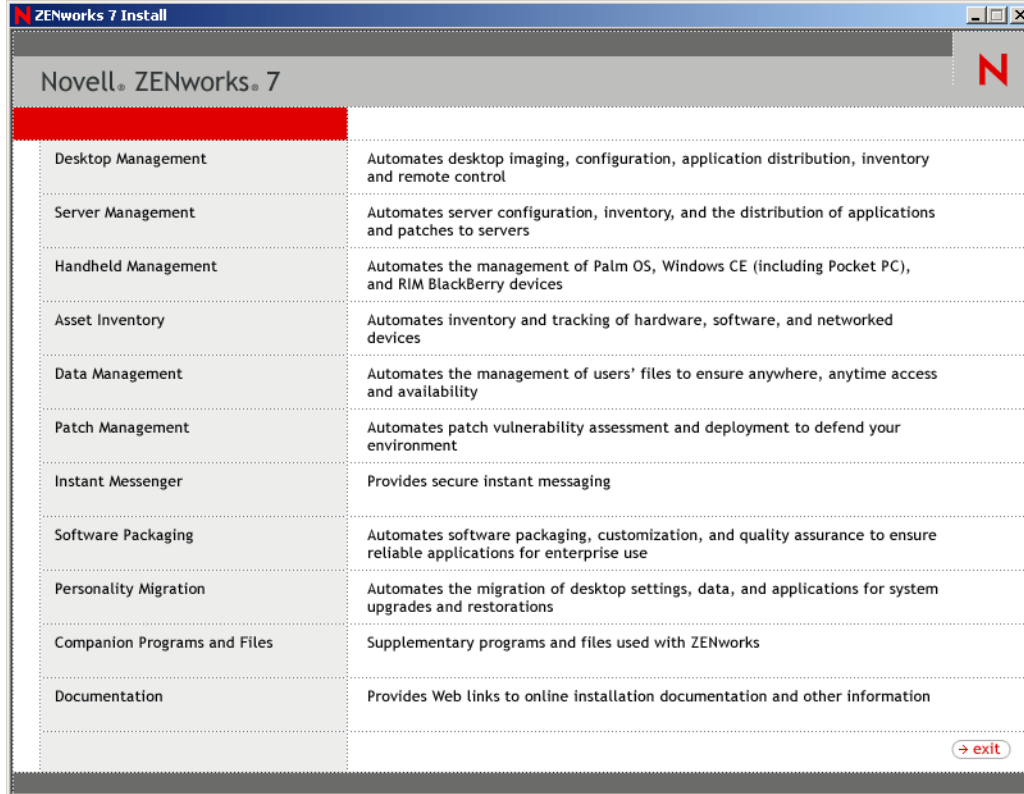 ZENworks 7 Install
Novell® ZENworks® 7
Desktop Management
Automates desktop imaging, configuration, application distribution, inventory
and remote control
Server Management
Automates server configuration, inventory, and the distribution of applications
and patches to servers
Handheld Management
Automates the management of Palm OS, Windows CE (including Pocket PC),
and RIM BlackBerry devices
Asset Inventory
Automates inventory and tracking of hardware, software, and networked
devices
Data Management
Automates the management of users’ files to ensure anywhere, anytime access
and availability
Patch Management
Automates patch vulnerability assessment and deployment to defend your
environment
Instant Messenger
Provides secure instant messaging
Software Packaging
Automates software packaging, customization, and quality assurance to ensure
reliable applications for enterprise use
Personality Migration
Automates the migration of desktop settings, data, and applications for system
upgrades and restorations
Companion Programs and Files
Supplementary programs and files used with ZENworks
Documentation
Provides Web links to online installation documentation and other information
→ exit